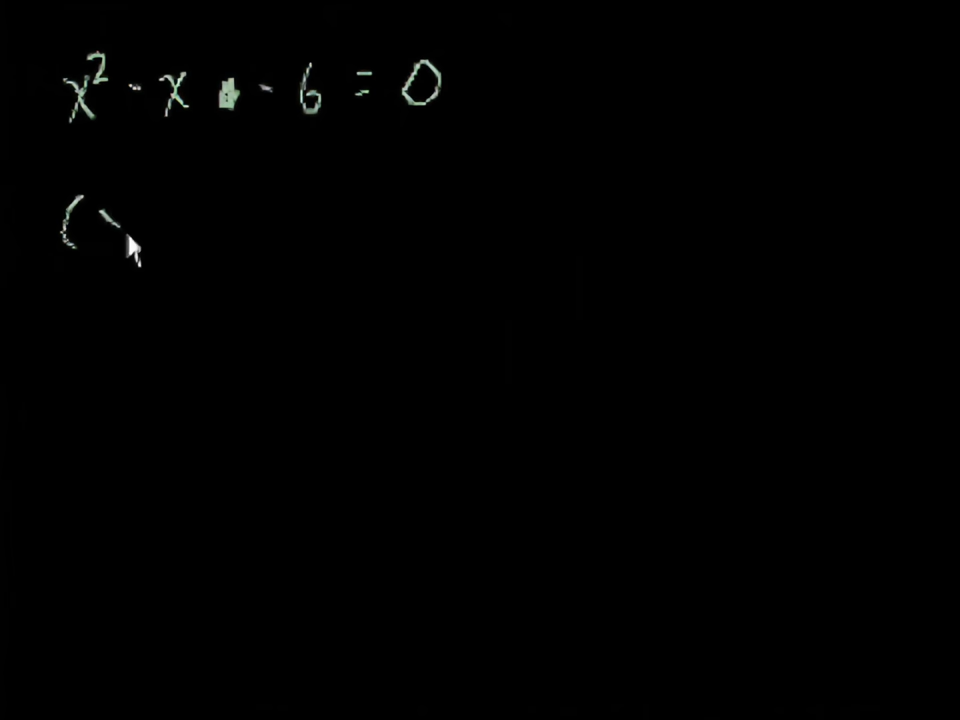 x² - x - 6 = 0
(